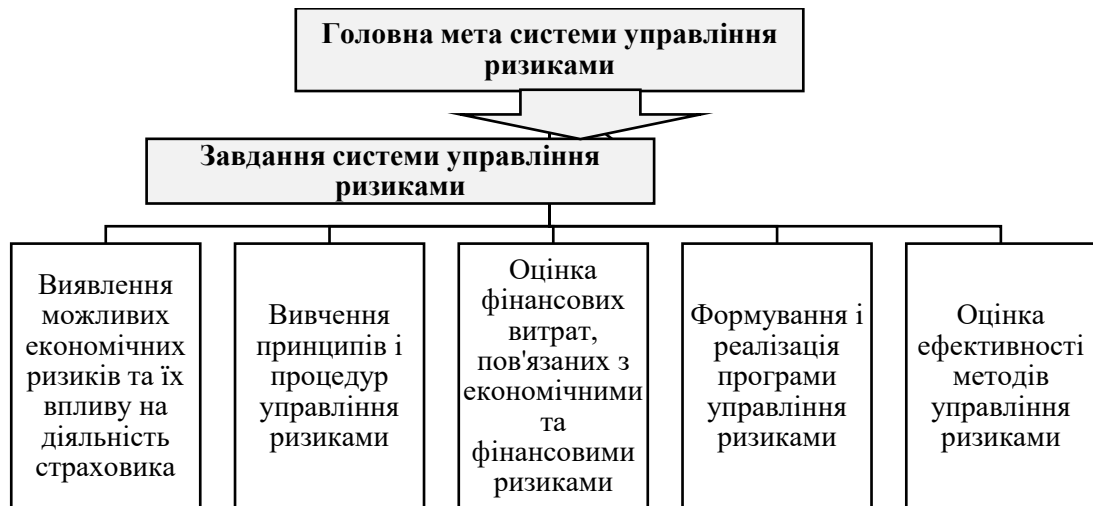 Головна мета системи управління
ризиками
Завдання системи управління
ризиками
Виявлення
можливих
економічних
ризиків та їх
впливу на
діяльність
страховика
Вивчення
принципів і
процедур
управління
ризиками
Оцінка
фінансових
витрат,
пов'язаних з
економічними
та
фінансовими
ризиками
Формування і
реалізація
програми
управління
ризиками
Оцінка
ефективності
методів
управління
ризиками